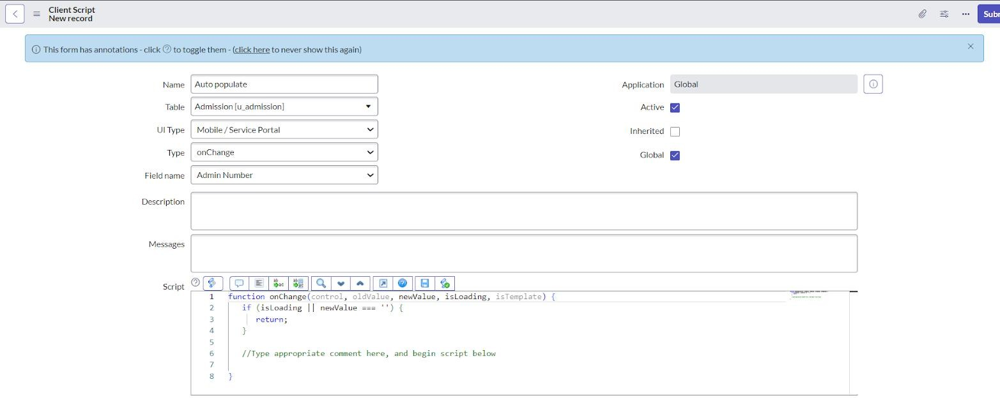 Client Script
New record
Subm
This form has annotations - click ? to toggle them - (click here to never show this again)
Name Auto populate
Application Global
Table Admission [u_admission]
Active
UI Type Mobile / Service Portal
Inherited
Type onChange
Global
Field name Admin Number
Description
Messages
Script
1 function onChange(control, oldValue, newValue, isLoading, isTemplate) {
2 if (isLoading || newValue === '') {
3 return;
4 }
5
6 //Type appropriate comment here, and begin script below
7
8 }